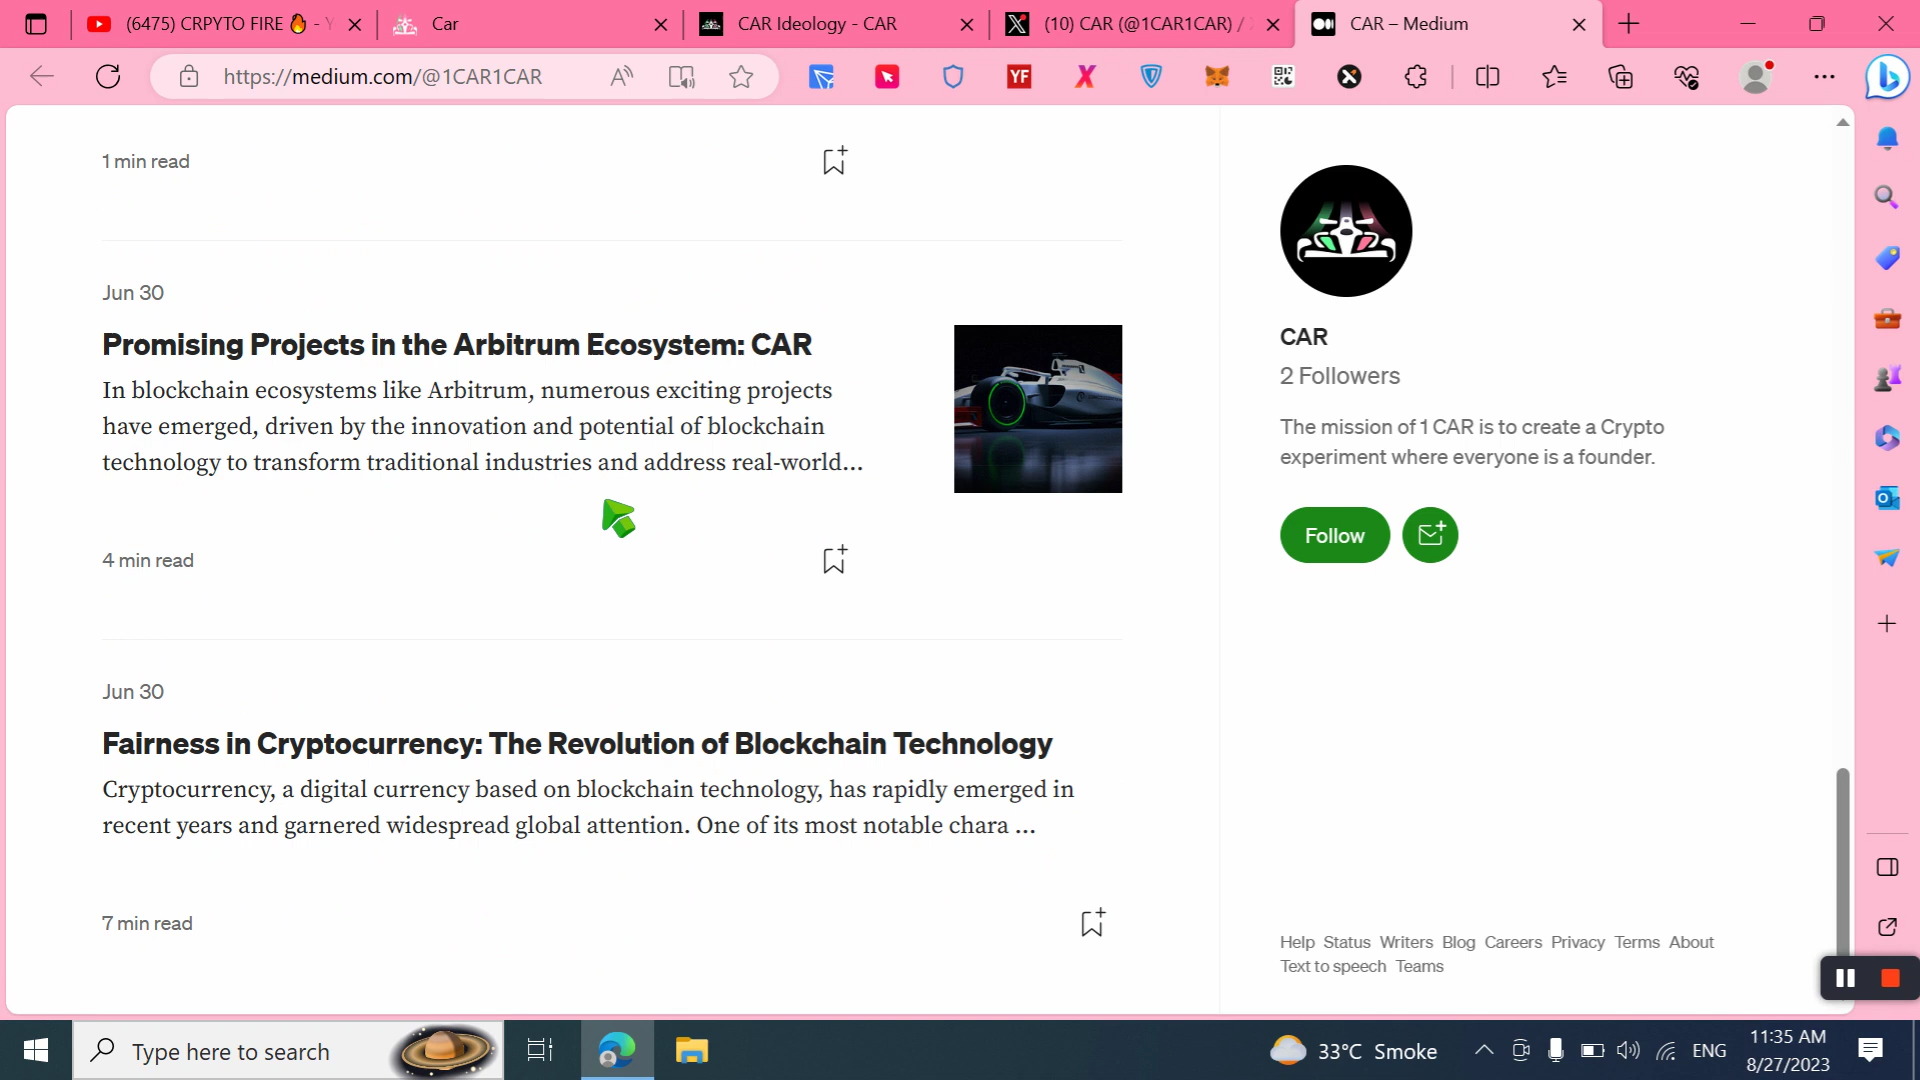 (6475) CRPYTO FIRE🔥 - Y
Car
CAR Ideology - CAR
(10) CAR (@1CAR1CAR) /
CAR – Medium
https://medium.com/@1CAR1CAR
1 min read
Jun 30
Promising Projects in the Arbitrum Ecosystem: CAR
In blockchain ecosystems like Arbitrum, numerous exciting projects
have emerged, driven by the innovation and potential of blockchain
technology to transform traditional industries and address real-world...
4 min read
Jun 30
Fairness in Cryptocurrency: The Revolution of Blockchain Technology
Cryptocurrency, a digital currency based on blockchain technology, has rapidly emerged in
recent years and garnered widespread global attention. One of its most notable chara ...
7 min read
CAR
2 Followers
The mission of 1 CAR is to create a Crypto
experiment where everyone is a founder.
Follow
Help Status Writers Blog Careers Privacy Terms About
Text to speech Teams
Type here to search
33°C Smoke
ENG
11:35 AM
8/27/2023